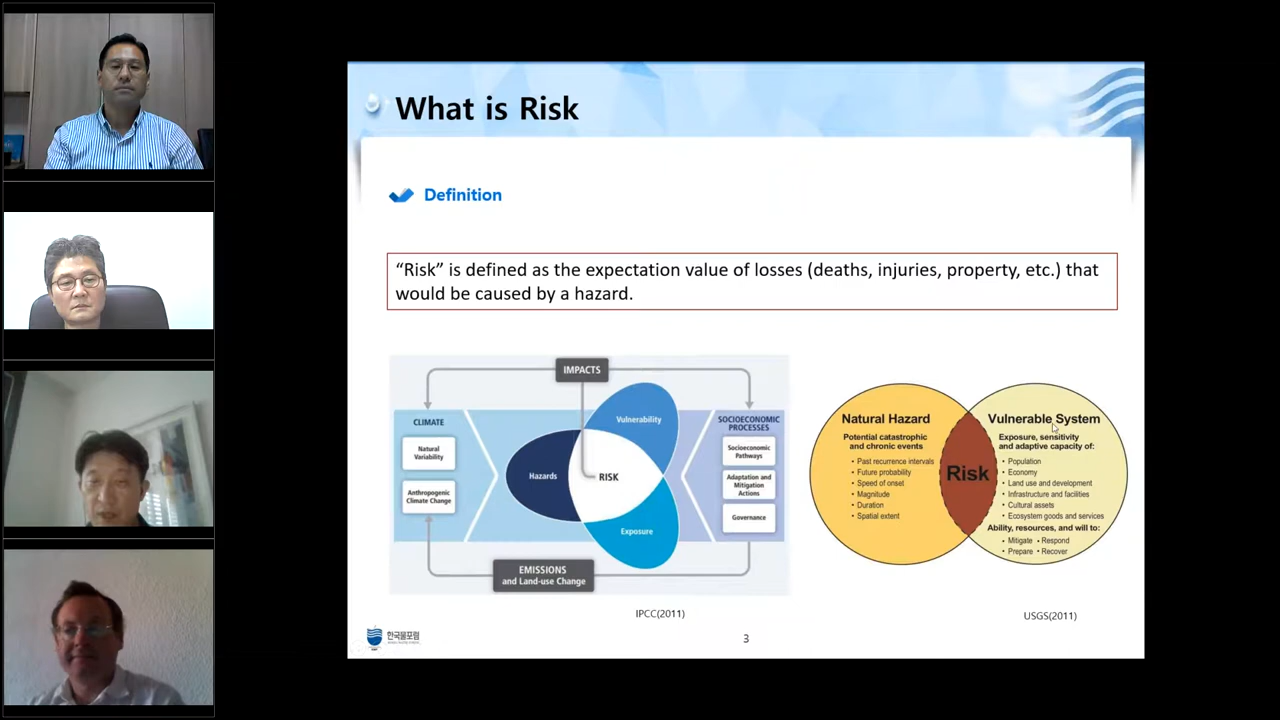 What is Risk
Definition
“Risk” is defined as the expectation value of losses (deaths, injuries, property, etc.) that
would be caused by a hazard.
IMPACTS
CLIMATE
Natural
Variability
Anthropogenic
Climate Change
Vulnerability
Hazards
RISK
Exposure
SOCIOECONOMIC
PROCESSES
Socioeconomic
Pathways
Adaptation and
Mitigation
Actions
Governance
EMISSIONS
and Land-use Change
IPCC(2011)
Natural Hazard
Potential catastrophic
and chronic events
• Past recurrence intervals
• Future probability
• Speed of onset
• Magnitude
• Duration
• Spatial extent
Risk
Vulnerable System
Exposure, sensitivity
and adaptive capacity of:
• Population
• Economy
• Land use and development
• Infrastructure and facilities
• Cultural assets
• Ecosystem goods and services
Ability, resources, and will to:
• Mitigate • Respond
• Prepare • Recover
USGS(2011)
한국물포럼
3